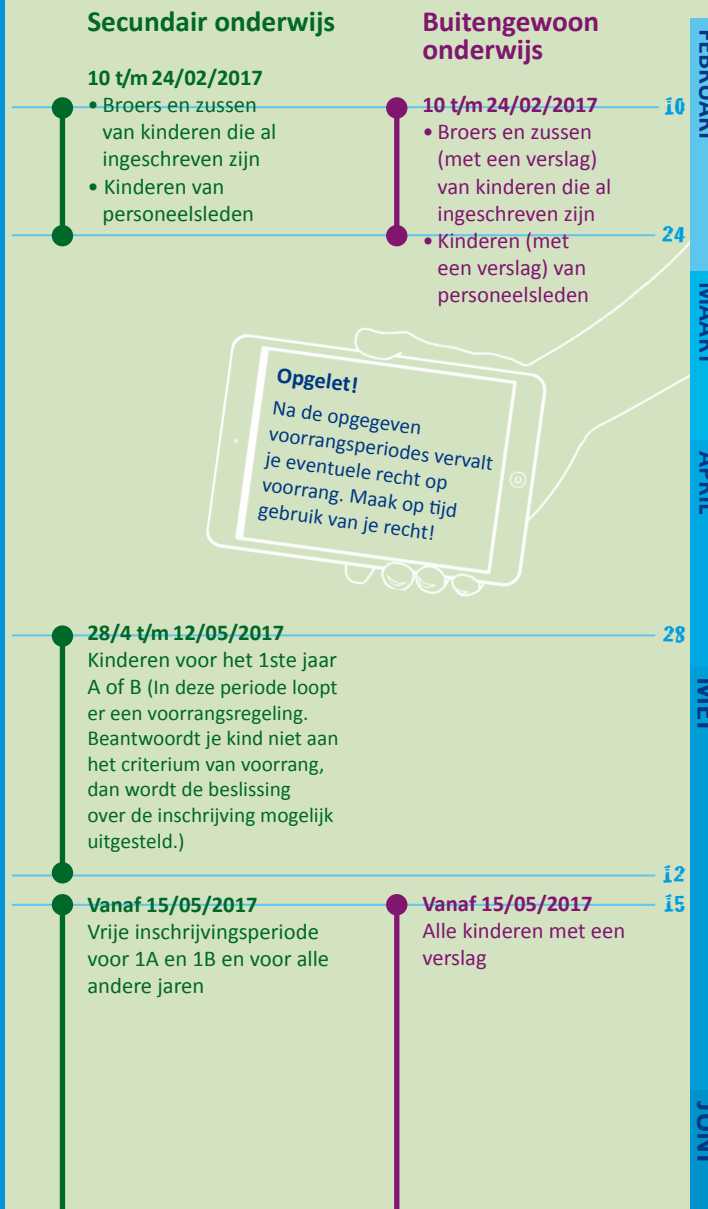 Secundair onderwijs
10 t/m 24/02/2017
• Broers en zussen
van kinderen die al
ingeschreven zijn
• Kinderen van
personeelsleden
Buitengewoon
onderwijs
10 t/m 24/02/2017
• Broers en zussen
(met een verslag)
van kinderen die al
ingeschreven zijn
• Kinderen (met
een verslag) van
personeelsleden
10
24
Opgelet!
Na de opgegeven
voorrangsperiodes vervalt
je eventuele recht op
voorrang. Maak op tijd
gebruik van je recht!
28/4 t/m 12/05/2017
Kinderen voor het 1ste jaar
A of B (In deze periode loopt
er een voorrangsregeling.
Beantwoordt je kind niet aan
het criterium van voorrang,
dan wordt de beslissing
over de inschrijving mogelijk
uitgesteld.)
28
12
15
Vanaf 15/05/2017
Vrije inschrijvingsperiode
voor 1A en 1B en voor alle
andere jaren
Vanaf 15/05/2017
Alle kinderen met een
verslag
FEBRUARI
MAART
APRIL
MEI
JUNI